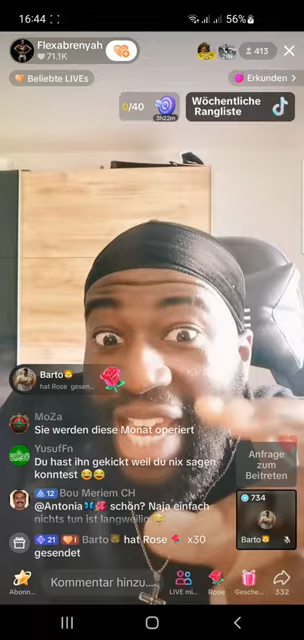 16:44
56%
Flexabrenyah
71.1K
413
Beliebte LIVEs
Erkunden >
0/40
3h22m
Wöchentliche
Rangliste
Barto
hat Rose gesen...
MoZa
Sie werden diese Monat operiert
YusufFn
Du hast ihn gekickt weil du nix sagen
konntest
12 Bou Meriem CH
@Antonia schön? Naja einfach
nichts tun ist langweilig
Anfrage
zum
Beitreten
734
Barto
21 I Barto hat Rose x30
gesendet
Abonn...
Kommentar hinzu...
LIVE mi...
Rose
Gesche...
332